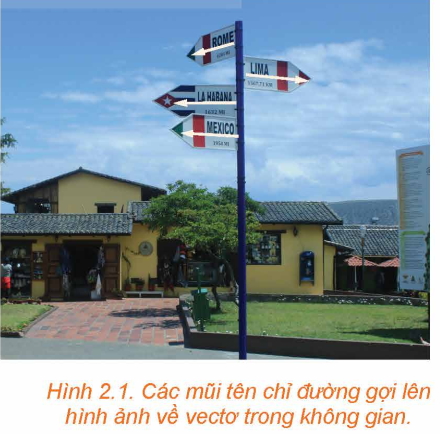 ROME
LIMA
LA HABANA
MEXICO
Hình 2.1. Các mũi tên chỉ đường gợi lên
hình ảnh về vectơ trong không gian.